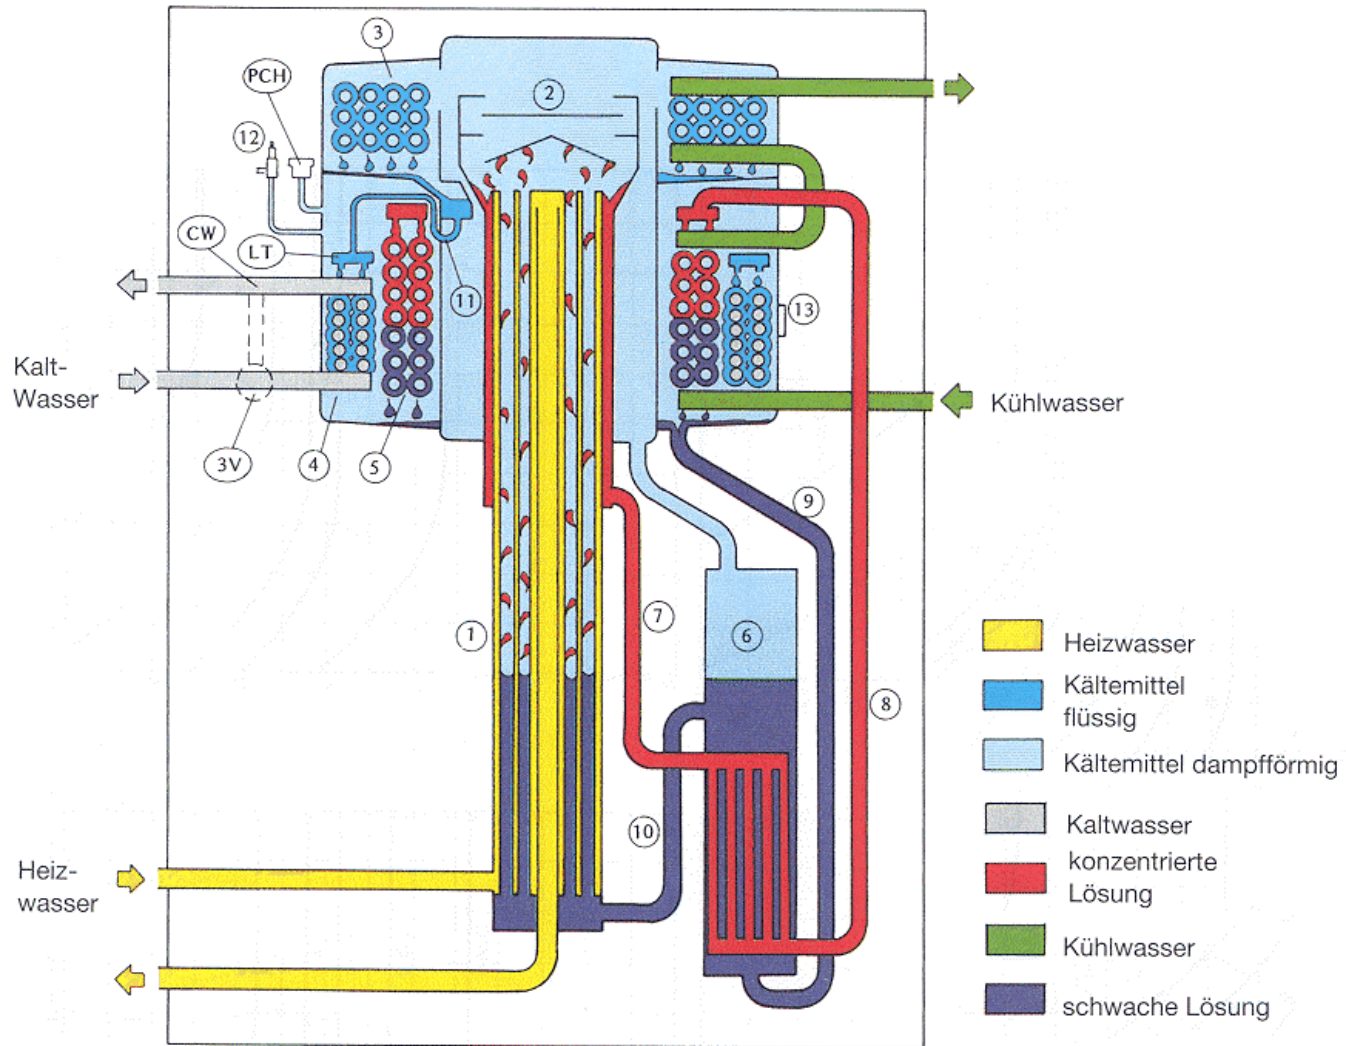 3
PCH
2
12
CW
LT
11
13
Kalt-
Wasser
Kühlwasser
3V
4
5
9
1
7
6
8
10
Heiz-
wasser
Heizwasser
Kältemittel
flüssig
Kältemittel dampfförmig
Kaltwasser
konzentrierte
Lösung
Kühlwasser
schwache Lösung